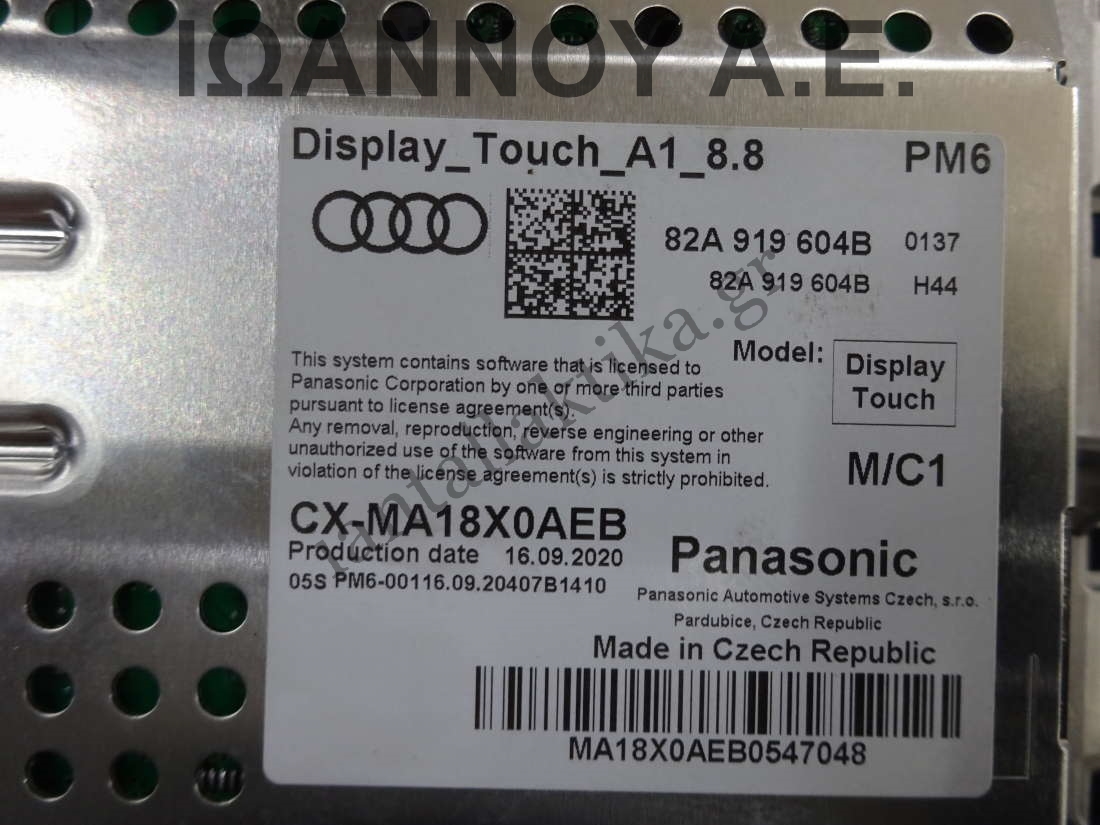 ΙΩΑΝΝΟΥ Α.Ε.
Display_Touch_A1_8.8 PM6
82A 919 604B 0137
82A 919 604B H44
Model: Display Touch
This system contains software that is licensed to
Panasonic Corporation by one or more third parties
pursuant to license agreement(s).
Any removal, reproduction, reverse engineering or other
unauthorized use of the software from this system in
violation of the license agreement(s) is strictly prohibited.
M/C1
CX-MA18X0AEB
Production date 16.09.2020
05S PM6-00116.09.20407B1410
Panasonic
Panasonic Automotive Systems Czech, s.r.o.
Pardubice, Czech Republic
Made in Czech Republic
MA18X0AEB0547048
iantallaktika.gr